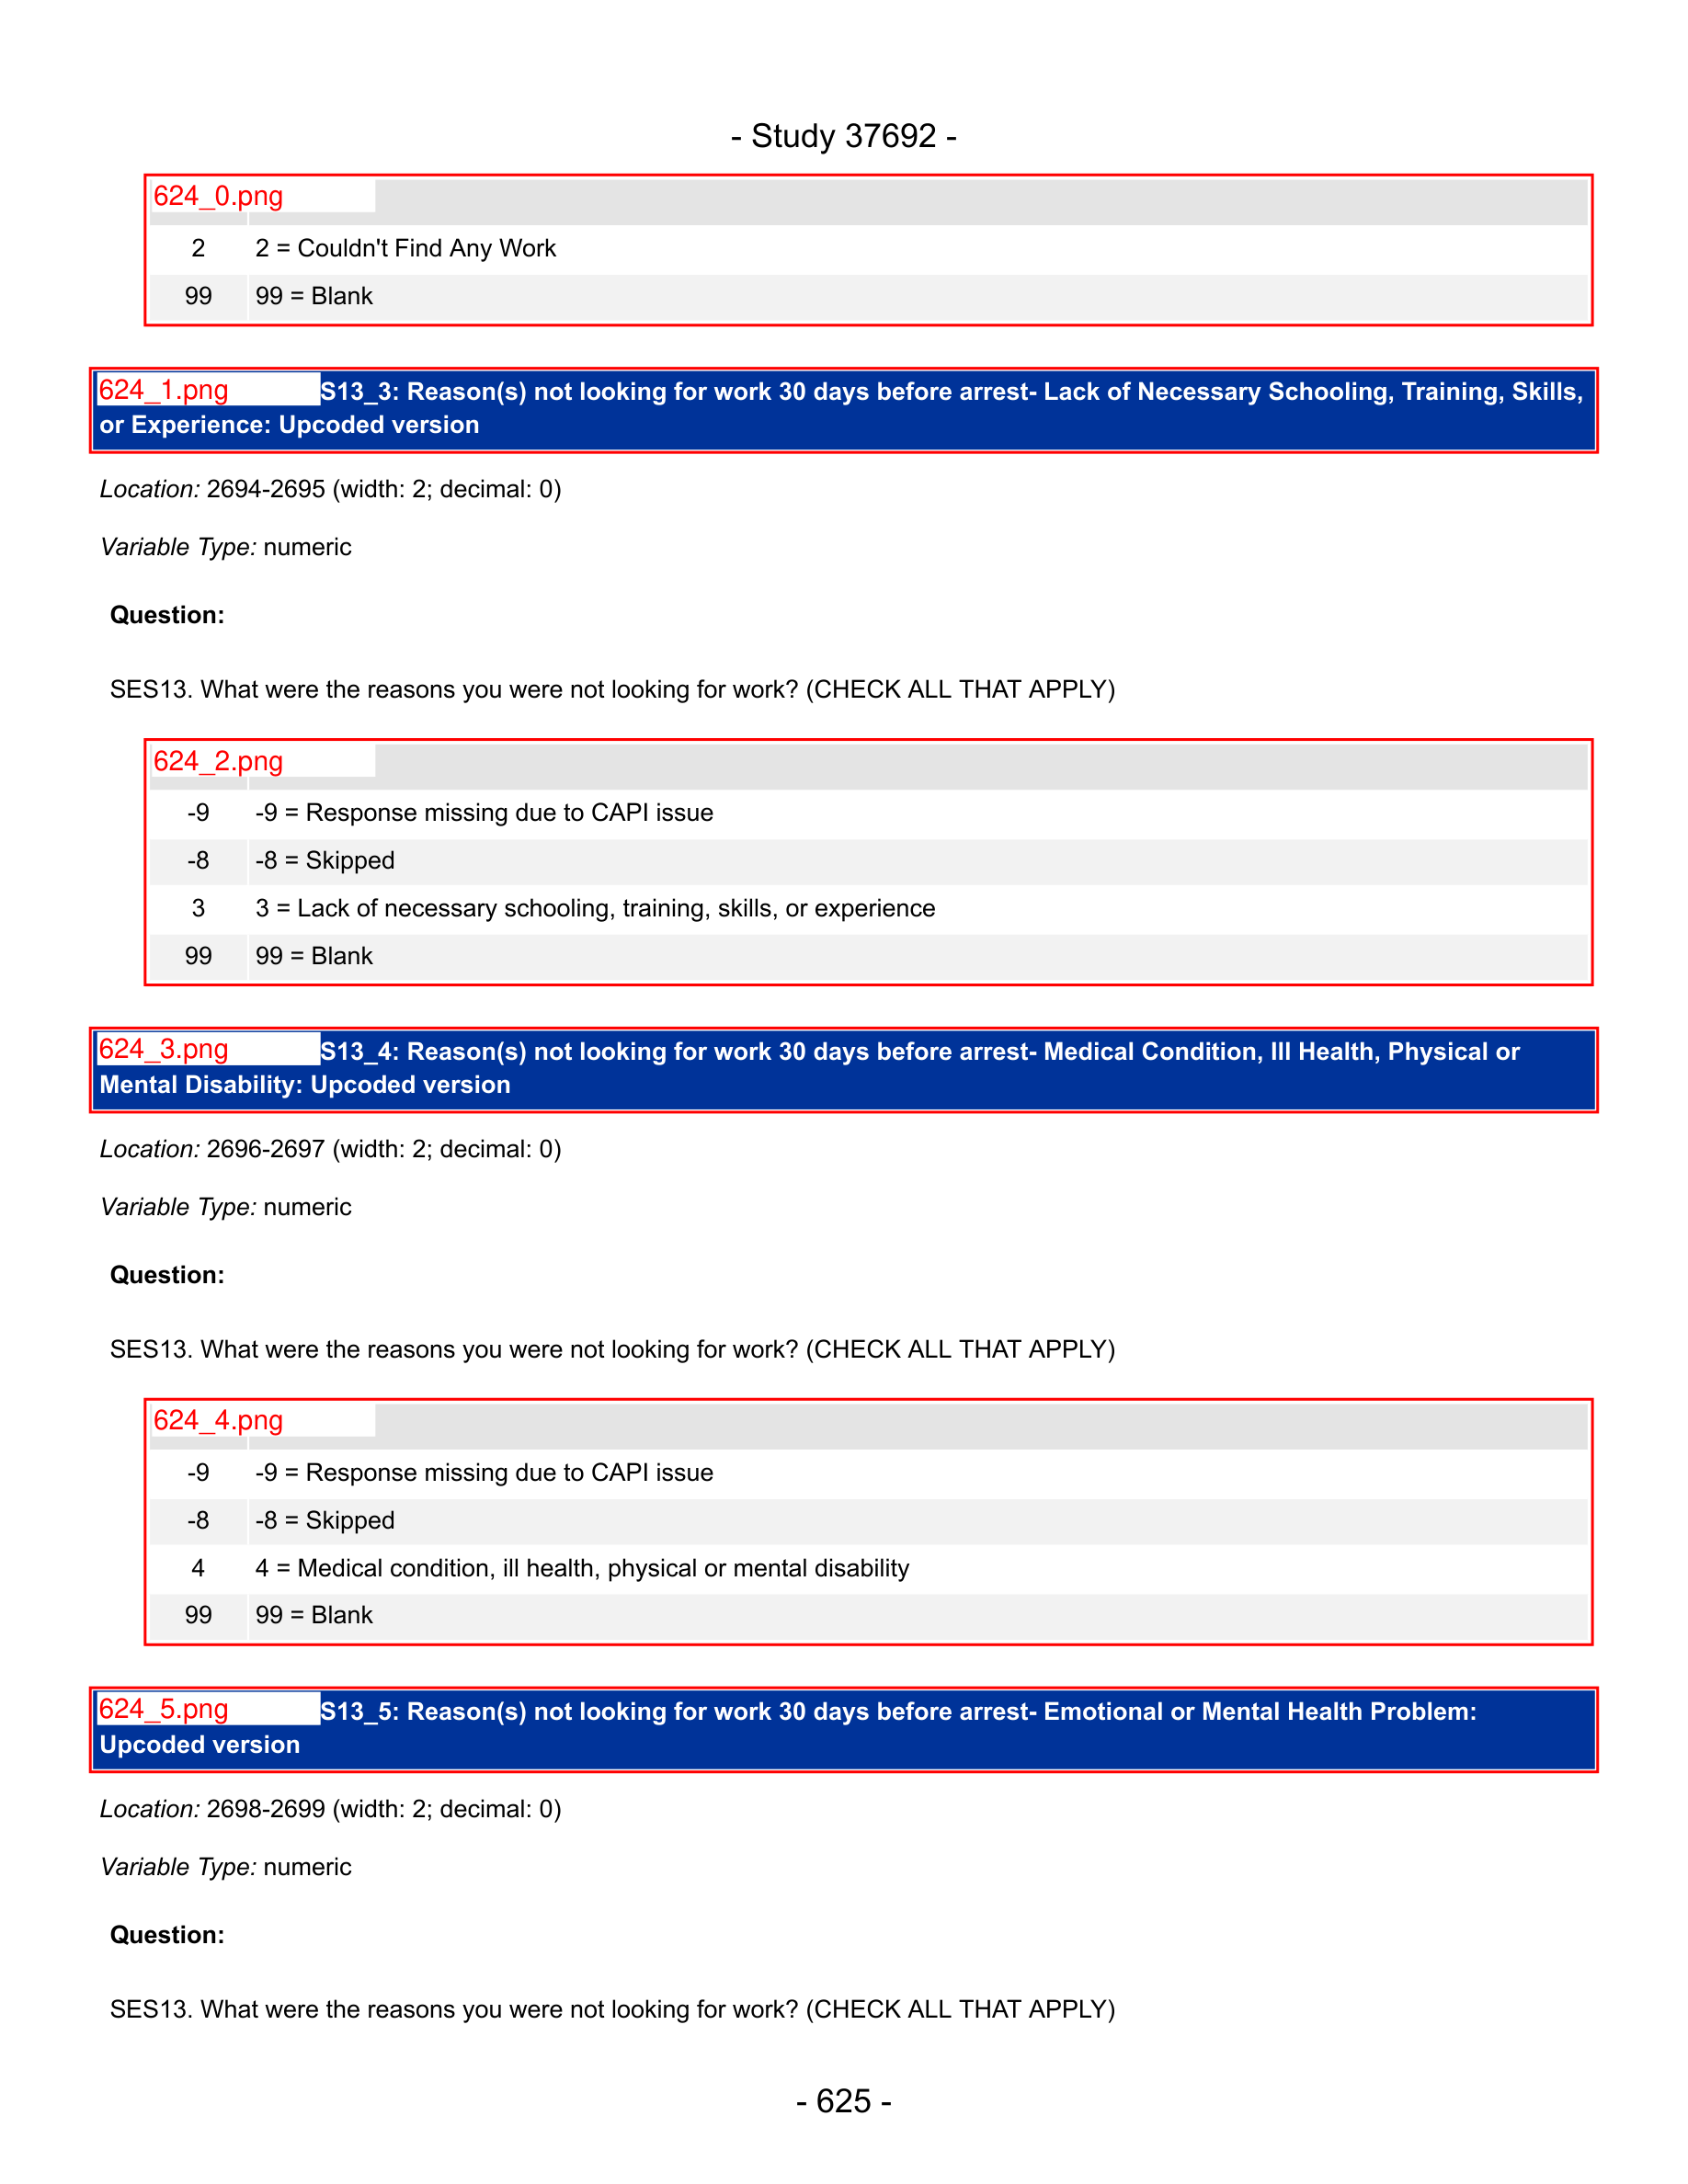 - Study 37692 -
624_0.png
2 2 = Couldn't Find Any Work
99 99 = Blank
624_1.png S13_3: Reason(s) not looking for work 30 days before arrest- Lack of Necessary Schooling, Training, Skills,
or Experience: Upcoded version
Location: 2694-2695 (width: 2; decimal: 0)
Variable Type: numeric
Question:
SES13. What were the reasons you were not looking for work? (CHECK ALL THAT APPLY)
624_2.png
-9 -9 = Response missing due to CAPI issue
-8 -8 = Skipped
3 3 = Lack of necessary schooling, training, skills, or experience
99 99 = Blank
624_3.png S13_4: Reason(s) not looking for work 30 days before arrest- Medical Condition, Ill Health, Physical or
Mental Disability: Upcoded version
Location: 2696-2697 (width: 2; decimal: 0)
Variable Type: numeric
Question:
SES13. What were the reasons you were not looking for work? (CHECK ALL THAT APPLY)
624_4.png
-9 -9 = Response missing due to CAPI issue
-8 -8 = Skipped
4 4 = Medical condition, ill health, physical or mental disability
99 99 = Blank
624_5.png S13_5: Reason(s) not looking for work 30 days before arrest- Emotional or Mental Health Problem:
Upcoded version
Location: 2698-2699 (width: 2; decimal: 0)
Variable Type: numeric
Question:
SES13. What were the reasons you were not looking for work? (CHECK ALL THAT APPLY)
- 625 -